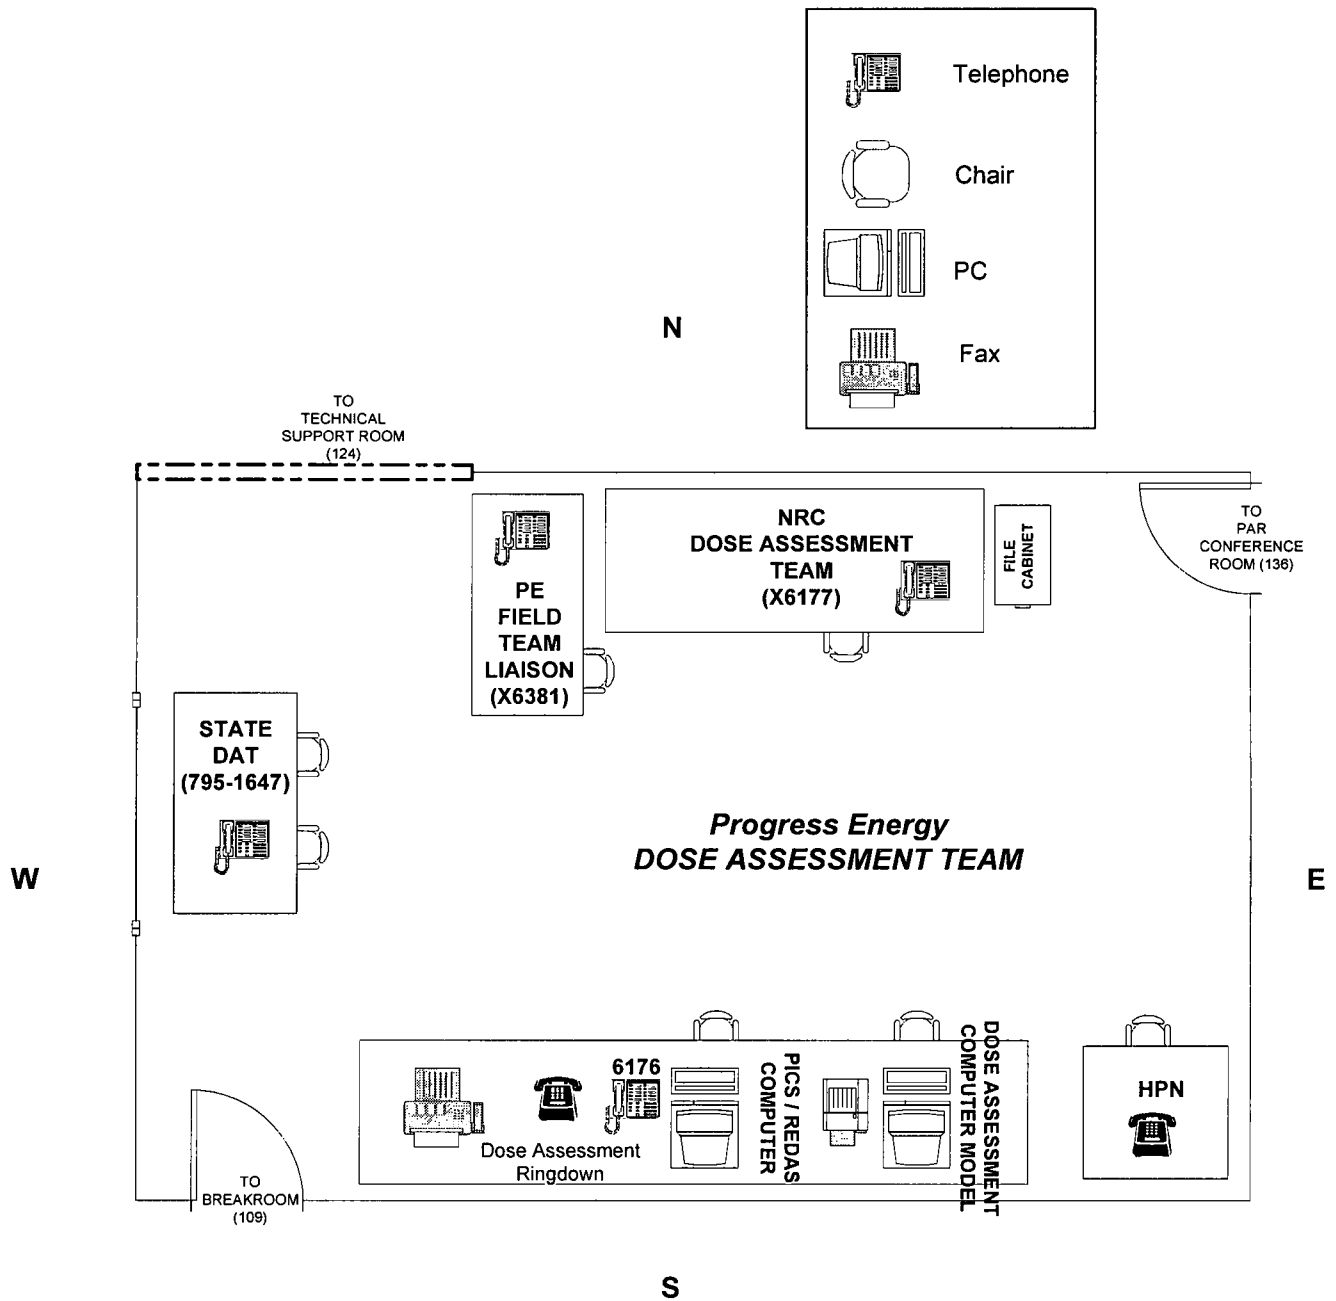 Telephone
Chair
PC
Fax
N
TO
TECHNICAL
SUPPORT ROOM
(124)
NRC
DOSE ASSESSMENT
TEAM
(X6177)
FILE
CABINET
TO
PAR
CONFERENCE
ROOM (136)
PE
FIELD
TEAM
LIAISON
(X6381)
STATE
DAT
(795-1647)
Progress Energy
DOSE ASSESSMENT TEAM
W
E
6176
Dose Assessment
Ringdown
PICS / REDAS
COMPUTER
DOSE ASSESSMENT
COMPUTER MODEL
HPN
TO
BREAKROOM
(109)
S